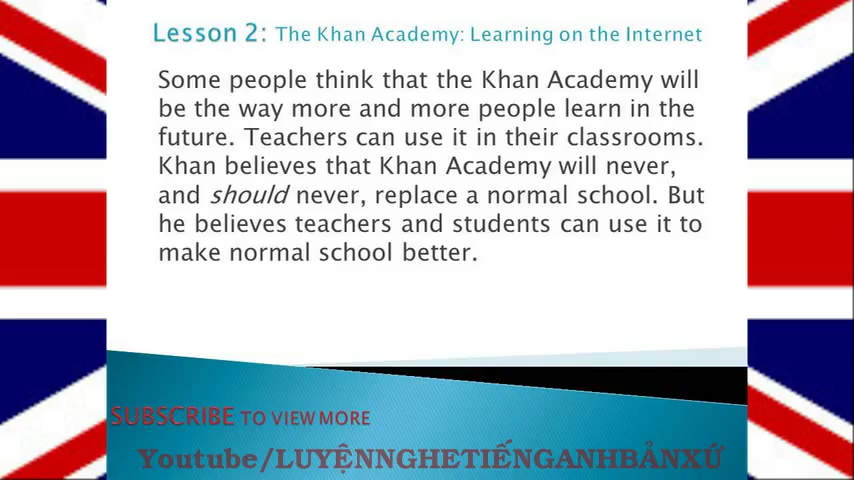 Lesson 2: The Khan Academy: Learning on the Internet
Some people think that the Khan Academy will
be the way more and more people learn in the
future. Teachers can use it in their classrooms.
Khan believes that Khan Academy will never,
and should never, replace a normal school. But
he believes teachers and students can use it to
make normal school better.
SUBSCRIBE TO VIEW MORE
Youtube/LUYỆNNGHETIẾNGANHBẢNXỨ